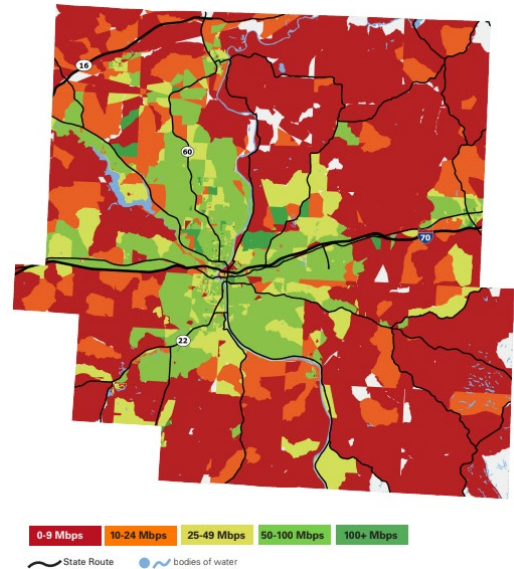 16
60
70
22
0-9 Mbps 10-24 Mbps 25-49 Mbps 50-100 Mbps 100+ Mbps
State Route bodies of water